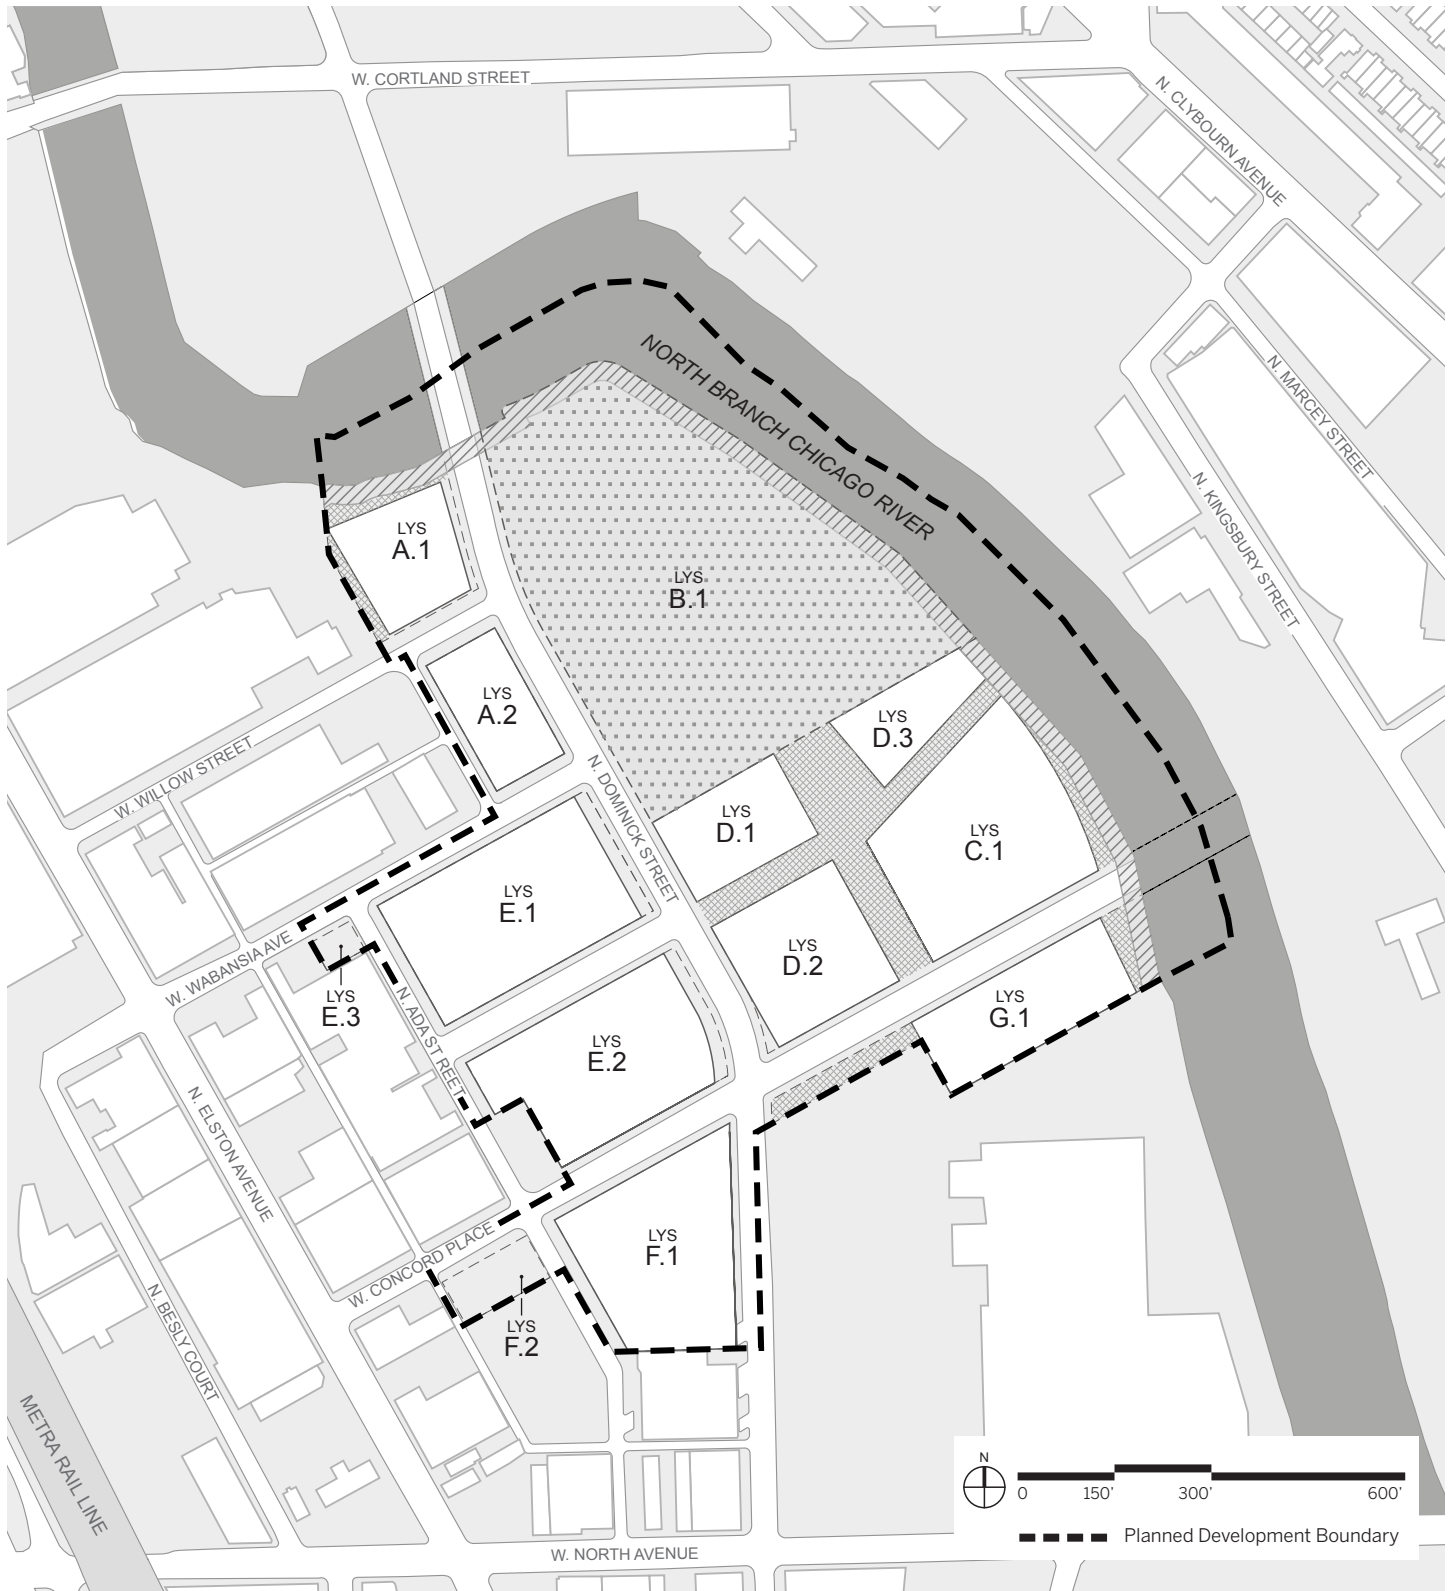 W. CORTLAND STREET
N. CLYBOURN AVENUE
NORTH BRANCH CHICAGO RIVER
N. MARCEY STREET
N. KINGSBURY STREET
LYS
A.1
LYS
B.1
LYS
A.2
LYS
D.3
W. WILLOW STREET
N. DOMINICK STREET
LYS
D.1
LYS
C.1
LYS
E.1
W. WABANSIA AVE
LYS
D.2
LYS
E.3
N. ADA STREET
LYS
G.1
LYS
E.2
N. ELSTON AVENUE
LYS
F.1
W. CONCORD PLACE
N. BESLY COURT
LYS
F.2
METRA RAIL LINE
W. NORTH AVENUE
N
0 150' 300' 600'
Planned Development Boundary